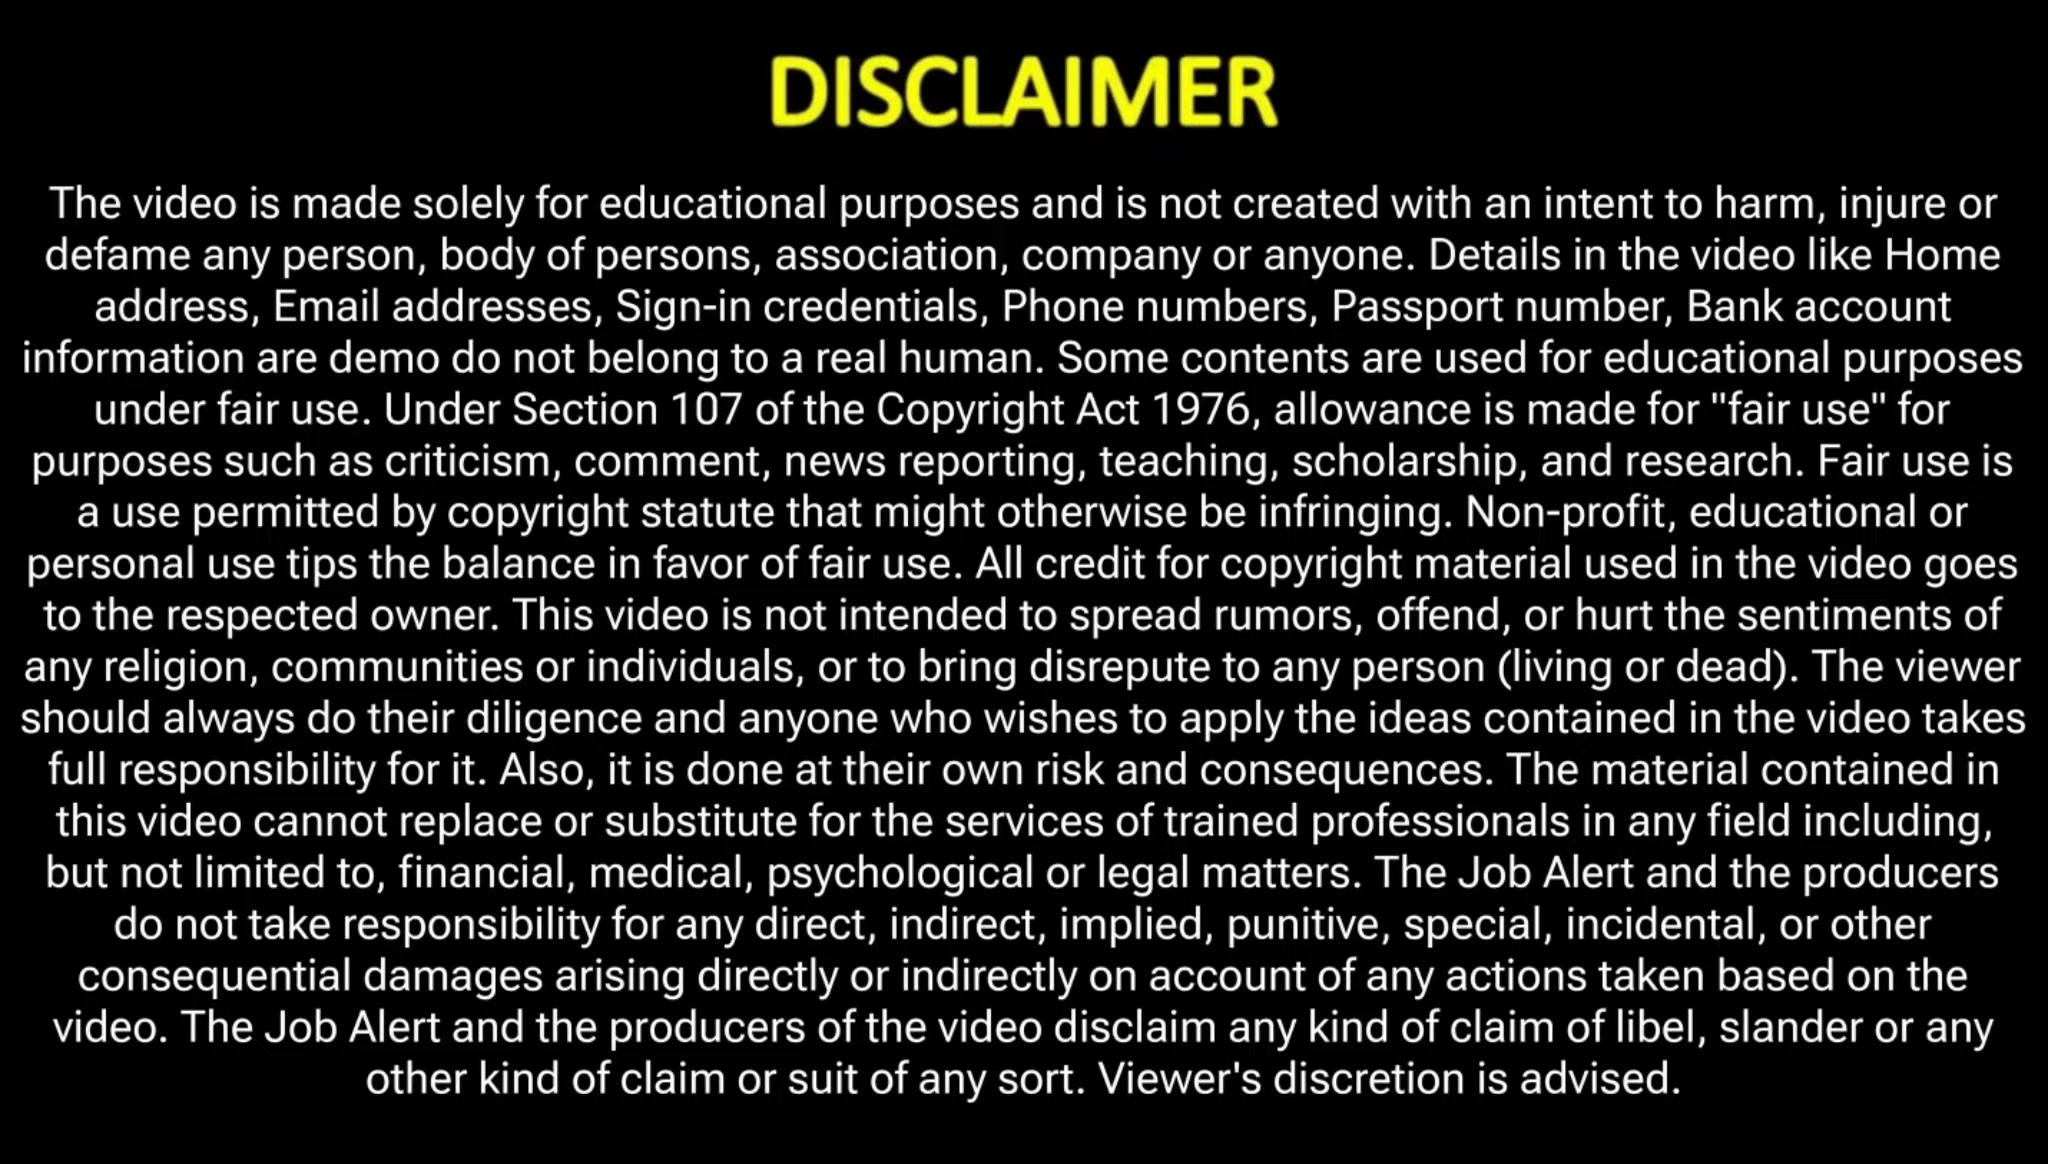 DISCLAIMER
The video is made solely for educational purposes and is not created with an intent to harm, injure or
defame any person, body of persons, association, company or anyone. Details in the video like Home
address, Email addresses, Sign-in credentials, Phone numbers, Passport number, Bank account
information are demo do not belong to a real human. Some contents are used for educational purposes
under fair use. Under Section 107 of the Copyright Act 1976, allowance is made for "fair use" for
purposes such as criticism, comment, news reporting, teaching, scholarship, and research. Fair use is
a use permitted by copyright statute that might otherwise be infringing. Non-profit, educational or
personal use tips the balance in favor of fair use. All credit for copyright material used in the video goes
to the respected owner. This video is not intended to spread rumors, offend, or hurt the sentiments of
any religion, communities or individuals, or to bring disrepute to any person (living or dead). The viewer
should always do their diligence and anyone who wishes to apply the ideas contained in the video takes
full responsibility for it. Also, it is done at their own risk and consequences. The material contained in
this video cannot replace or substitute for the services of trained professionals in any field including,
but not limited to, financial, medical, psychological or legal matters. The Job Alert and the producers
do not take responsibility for any direct, indirect, implied, punitive, special, incidental, or other
consequential damages arising directly or indirectly on account of any actions taken based on the
video. The Job Alert and the producers of the video disclaim any kind of claim of libel, slander or any
other kind of claim or suit of any sort. Viewer's discretion is advised.